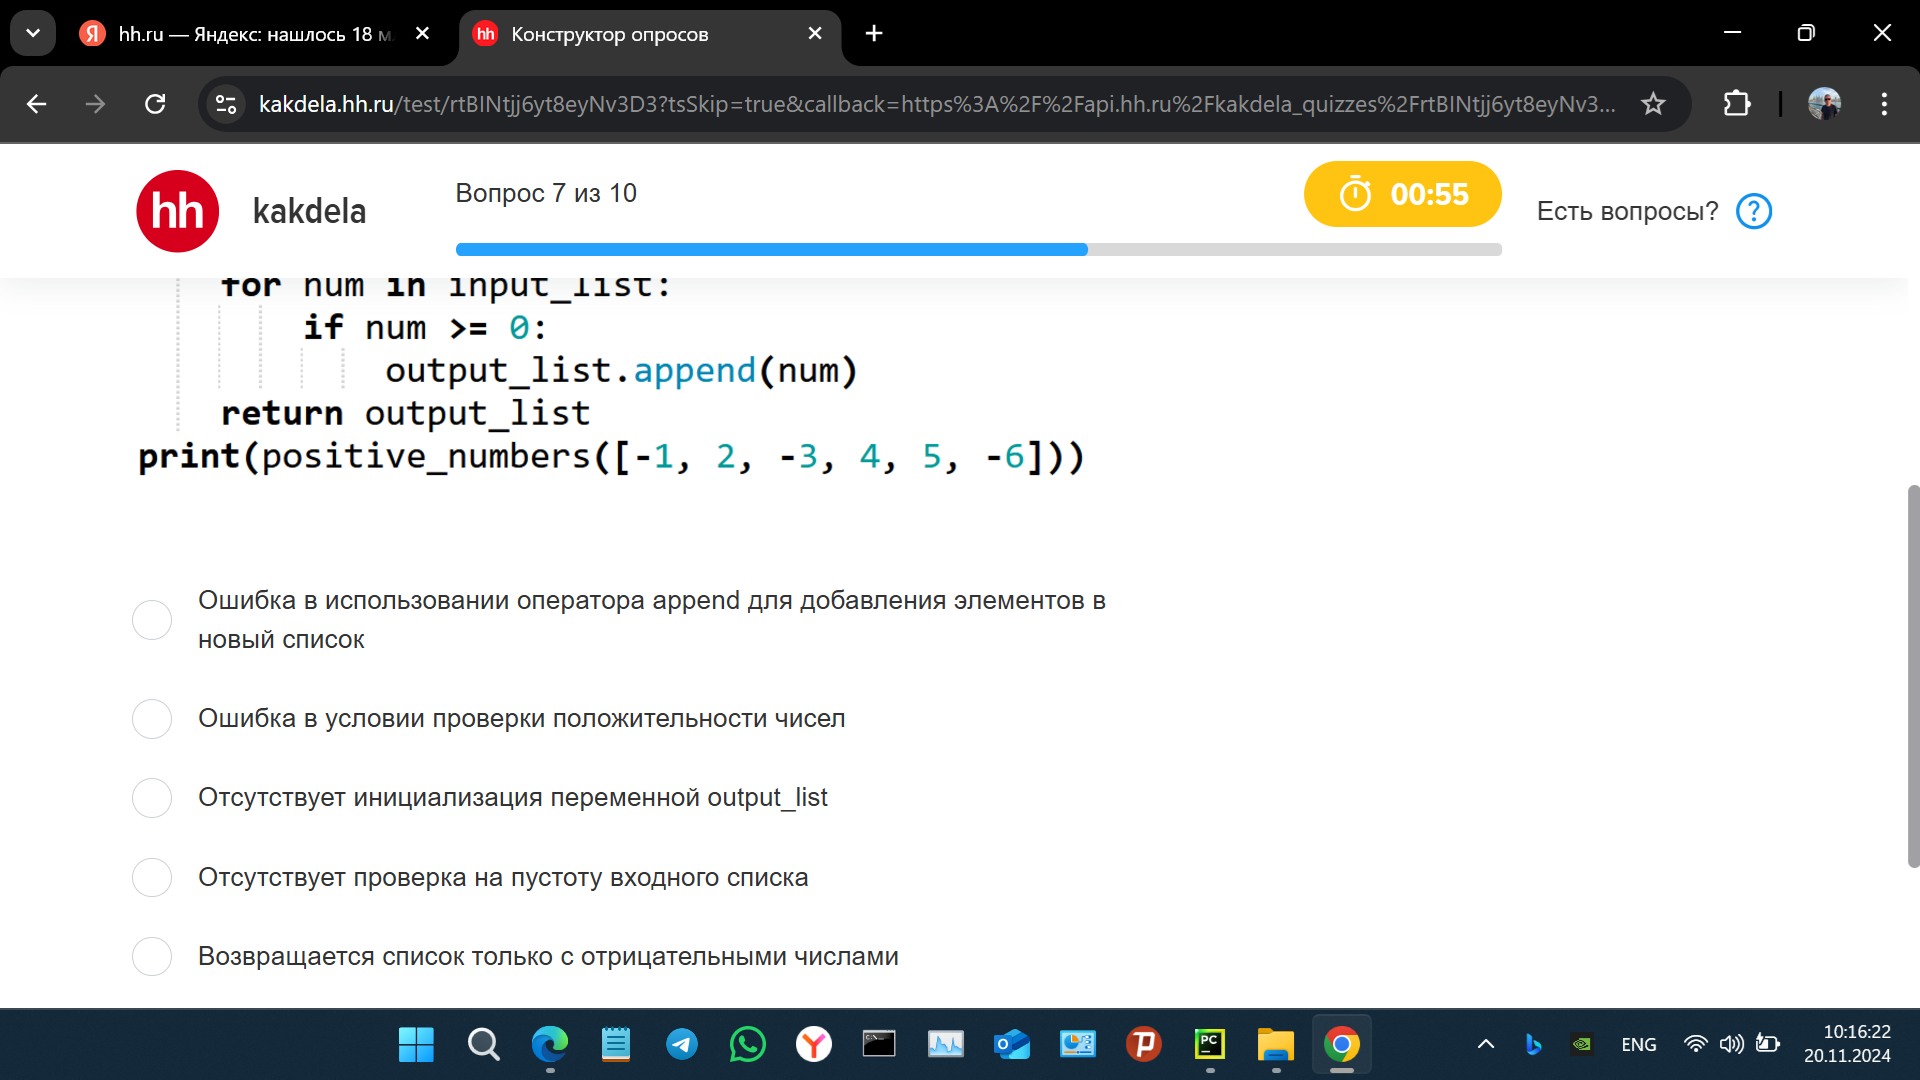 hh.ru — Яндекс: нашлось 18 м
Конструктор опросов
kakdela.hh.ru/test/rtBINtjj6yt8eyNv3D3?tsSkip=true&callback=https%3A%2F%2Fapi.hh.ru%2Fkakdela_quizzes%2FrtBINtjj6yt8eyNv3...
hh kakdela
Вопрос 7 из 10
00:55
Есть вопросы? ?
for num in input_list:
if num >= 0:
output_list.append(num)
return output_list
print(positive_numbers([-1, 2, -3, 4, 5, -6]))
Ошибка в использовании оператора append для добавления элементов в
новый список
Ошибка в условии проверки положительности чисел
Отсутствует инициализация переменной output_list
Отсутствует проверка на пустоту входного списка
Возвращается список только с отрицательными числами
ENG
10:16:22
20.11.2024